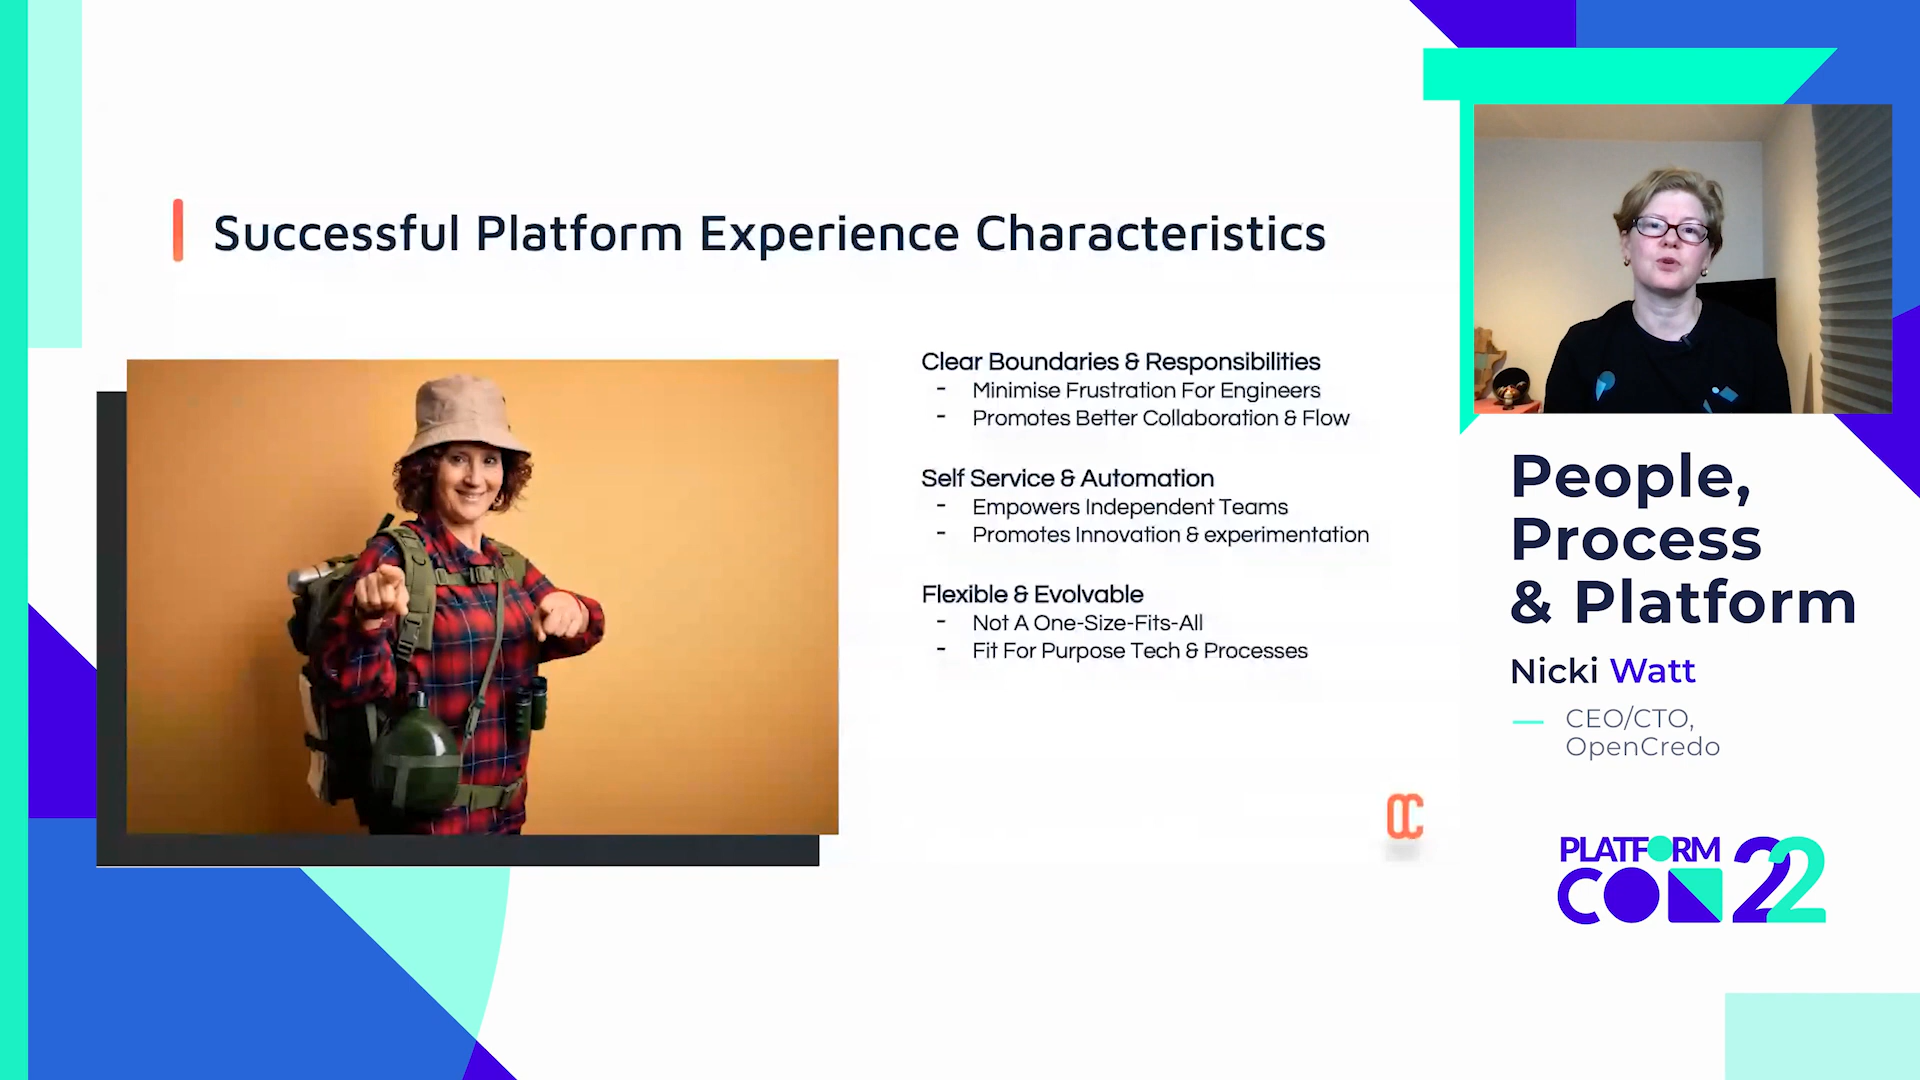 Successful Platform Experience Characteristics
Clear Boundaries & Responsibilities
- Minimise Frustration For Engineers
- Promotes Better Collaboration & Flow
Self Service & Automation
- Empowers Independent Teams
- Promotes Innovation & experimentation
Flexible & Evolvable
- Not A One-Size-Fits-All
- Fit For Purpose Tech & Processes
OC
People,
Process
& Platform
Nicki Watt
CEO/CTO,
OpenCredo
PLATFORM
CON 22